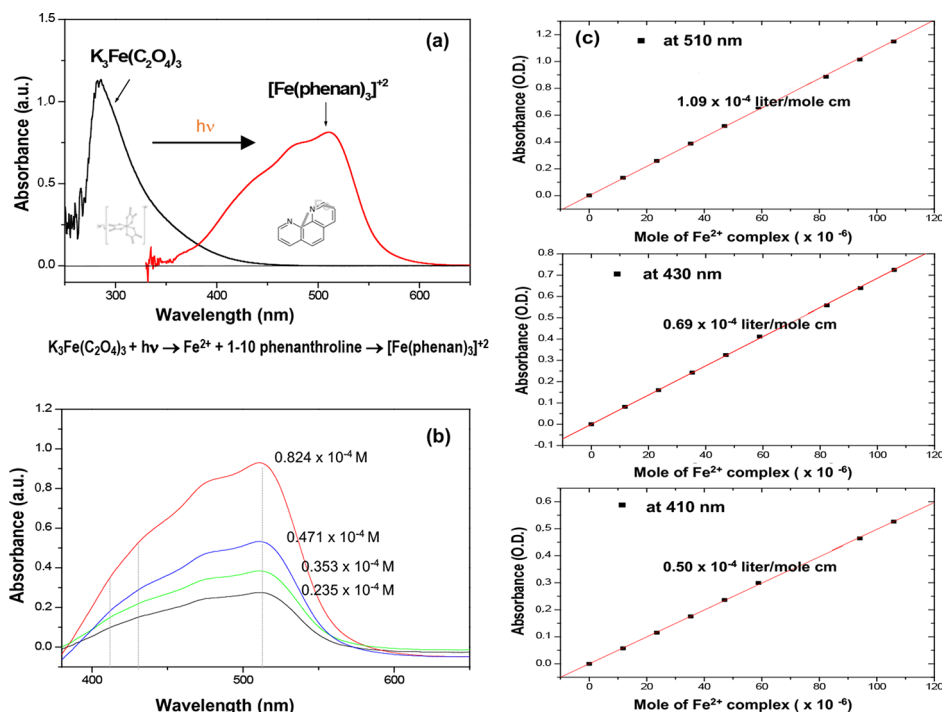 (a)
K₃Fe(C₂O₄)₃
[Fe(phenan)₃]⁺²
hν
N
N
Absorbance (a.u.)
1.5
1.0
0.5
0.0
300 400 500 600
Wavelength (nm)
K₃Fe(C₂O₄)₃ + hν → Fe²⁺ + 1-10 phenanthroline → [Fe(phenan)₃]⁺²
(b)
0.824 x 10⁻⁴ M
0.471 x 10⁻⁴ M
0.353 x 10⁻⁴ M
0.235 x 10⁻⁴ M
Absorbance (a.u.)
1.2
1.0
0.8
0.6
0.4
0.2
0.0
400 500 600
Wavelength (nm)
(c)
at 510 nm
1.09 x 10⁻⁴ liter/mole cm
Absorbance (O.D.)
1.2
1.0
0.8
0.6
0.4
0.2
0.0
0 20 40 60 80 100 120
Mole of Fe²⁺ complex ( x 10⁻⁶)
at 430 nm
0.69 x 10⁻⁴ liter/mole cm
Absorbance (O.D.)
0.8
0.7
0.6
0.5
0.4
0.3
0.2
0.1
0.0
-0.1
0 20 40 60 80 100 120
Mole of Fe²⁺ complex ( x 10⁻⁶)
at 410 nm
0.50 x 10⁻⁴ liter/mole cm
Absorbance (O.D.)
0.6
0.5
0.4
0.3
0.2
0.1
0.0
0 20 40 60 80 100 120
Mole of Fe²⁺ complex ( x 10⁻⁶)